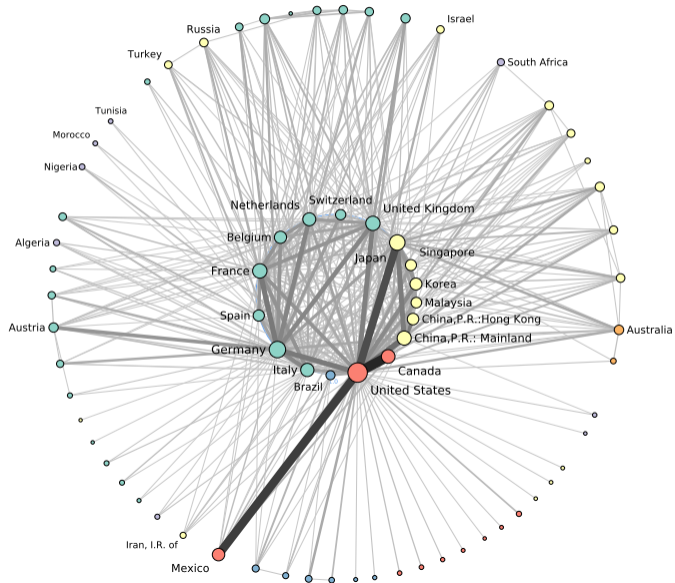 Israel
Russia
Turkey
South Africa
Tunisia
Morocco
Nigeria
Switzerland
Netherlands
United Kingdom
Belgium
Algeria
Singapore
Japan
France
Korea
Malaysia
Spain
China,P.R.:Hong Kong
Austria
Australia
China,P.R.: Mainland
Germany
Italy
Canada
Brazil
United States
Iran, I.R. of
Mexico